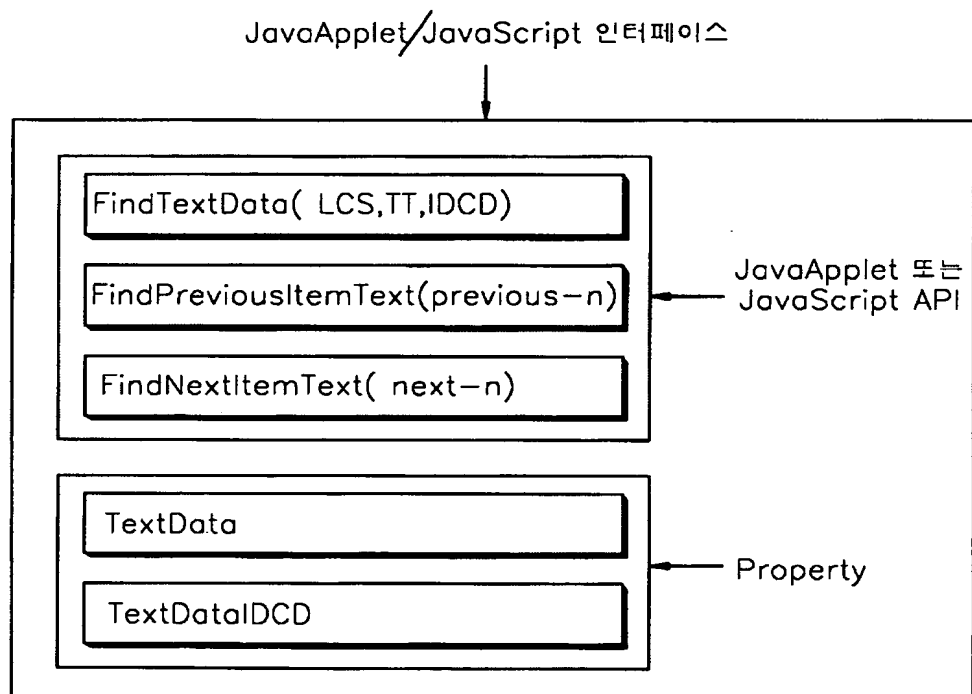 JavaApplet/JavaScript 인터페이스
FindTextData( LCS,TT,IDCD)
FindPreviousItemText(previous-n)
FindNextItemText( next-n)
JavaApplet 또는
JavaScript API
TextData
TextDataIDCD
Property